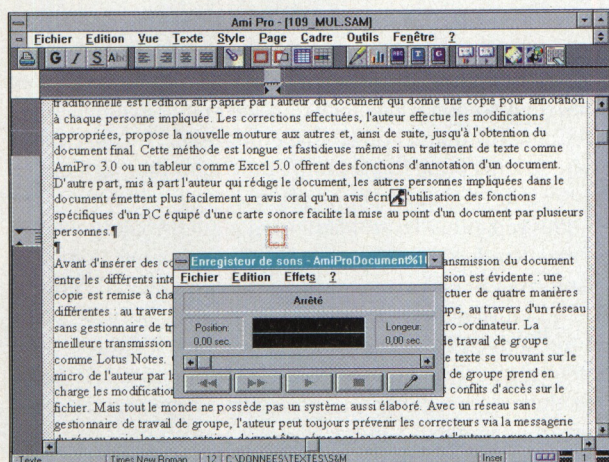 Ami Pro - [109_MUL.SAM]
Fichier Edition Vue Texte Style Page Cadre Outils Fenêtre ?
G I S Abc
traditionnelle est l'édition sur papier par l'auteur du document qui donne une copie pour annotation
à chaque personne impliquée. Les corrections effectuées, l'auteur effectue les modifications
appropriées, propose la nouvelle mouture aux autres et, ainsi de suite, jusqu'à l'obtention du
document final. Cette méthode est longue et fastidieuse même si un traitement de texte comme
AmiPro 3.0 ou un tableur comme Excel 5.0 offrent des fonctions d'annotation d'un document.
D'autre part, mis à part l'auteur qui rédige le document, les autres personnes impliquées dans le
document émettent plus facilement un avis oral qu'un avis écrit l'utilisation des fonctions
spécifiques d'un PC équipé d'une carte sonore facilite la mise au point d'un document par plusieurs
personnes.¶
¶
Avant d'insérer des ansmission du document
entre les différents sion est évidente : une
copie est remise à ctuer de quatre manières
différentes : au travers upe, au travers d'un réseau
sans gestionnaire de ro-ordinateur. La
meilleure transmission le travail de groupe
comme Lotus Notes. e texte se trouvant sur le
micro de l'auteur par l de groupe prend en
charge les conflits d'accès sur le
fichier. Mais tout le monde ne possède pas un système aussi élaboré. Avec un réseau sans
gestionnaire de travail de groupe, l'auteur peut toujours prévenir les correcteurs via la messagerie
Enregisteur de sons - AmiProDocument%1
Fichier Edition Effets ?
Arrêté
Position: Longeur:
0,00 sec. 0,00 sec.
Texte Times New Roman 12 C:\DONNEES\TEXTES\S&M Inser 1